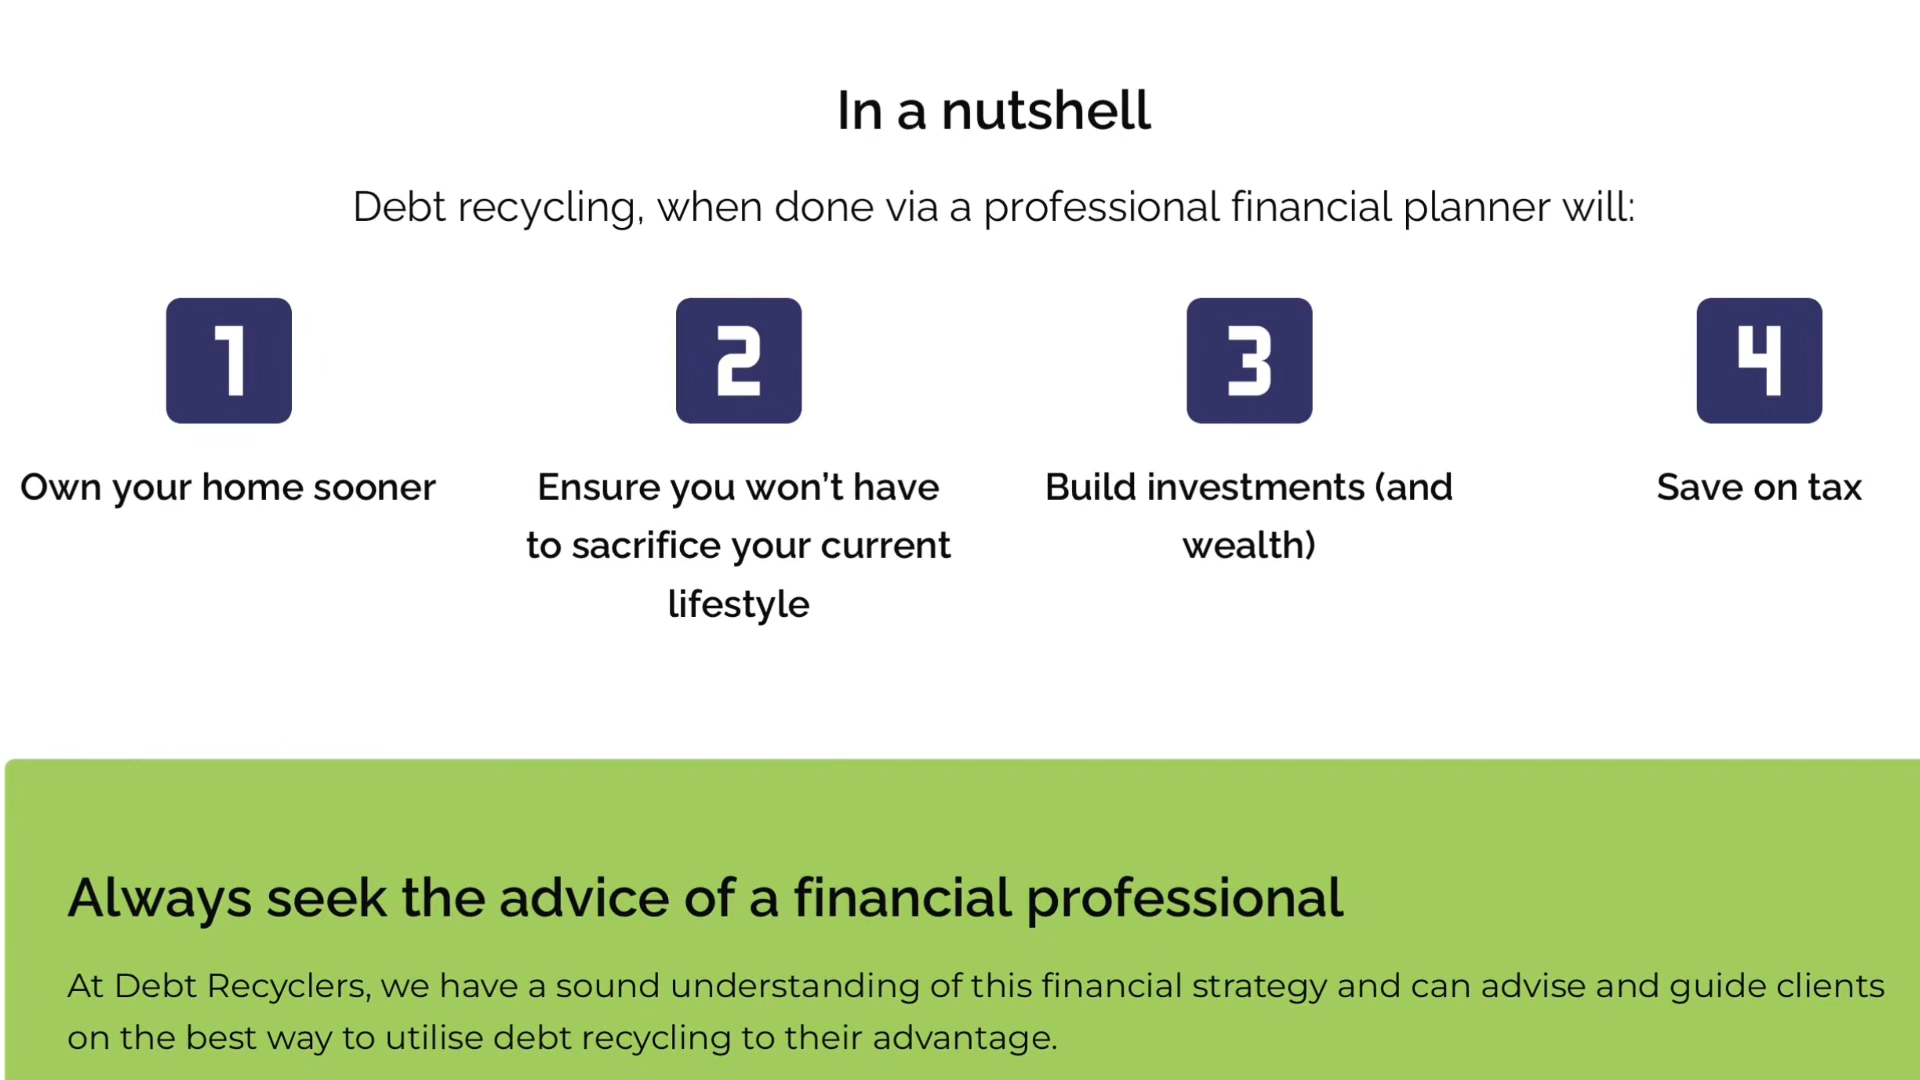 In a nutshell
Debt recycling, when done via a professional financial planner will:
1
Own your home sooner
2
Ensure you won’t have
to sacrifice your current
lifestyle
3
Build investments (and
wealth)
4
Save on tax
Always seek the advice of a financial professional
At Debt Recyclers, we have a sound understanding of this financial strategy and can advise and guide clients
on the best way to utilise debt recycling to their advantage.